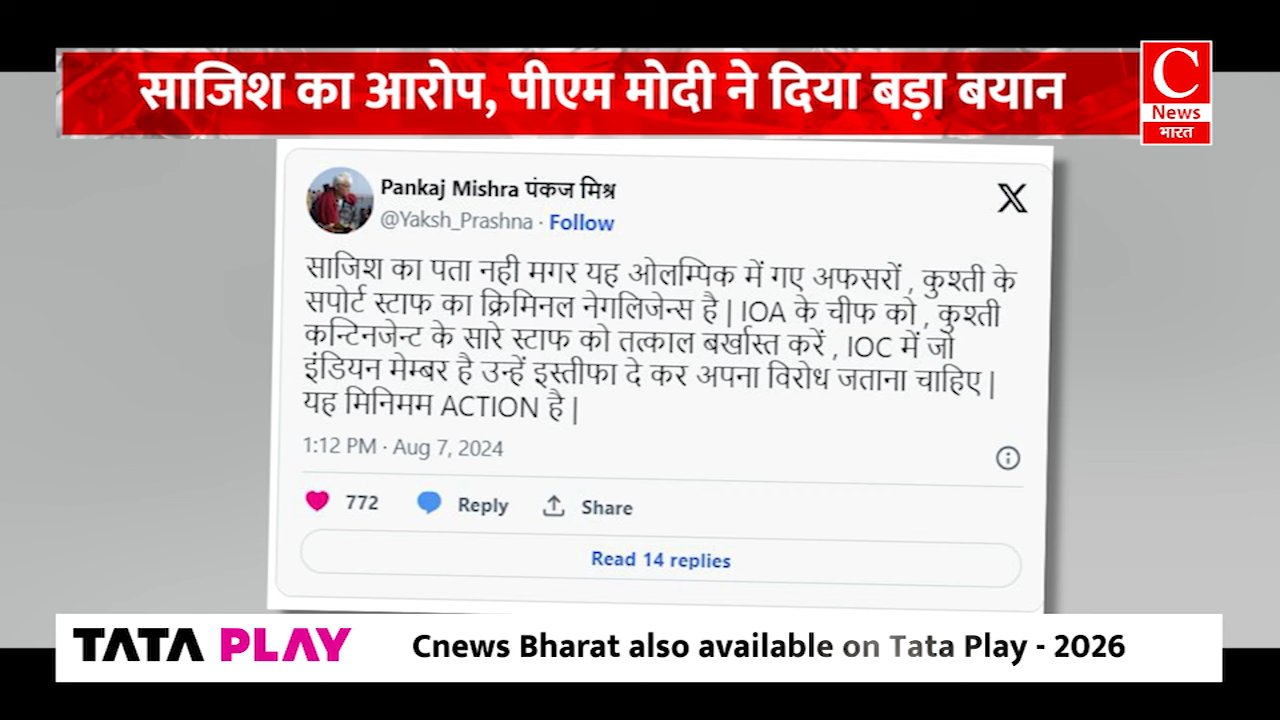 साजिश का आरोप, पीएम मोदी ने दिया बड़ा बयान
C
News
भारत
Pankaj Mishra पंकज मिश्र
@Yaksh_Prashna · Follow
साजिश का पता नही मगर यह ओलम्पिक में गए अफसरों , कुश्ती के
सपोर्ट स्टाफ का क्रिमिनल नेगलिजेन्स है | IOA के चीफ को , कुश्ती
कन्टिनजेन्ट के सारे स्टाफ को तत्काल बर्खास्त करें , IOC में जो
इंडियन मेम्बर है उन्हें इस्तीफा दे कर अपना विरोध जताना चाहिए |
यह मिनिमम ACTION है |
1:12 PM · Aug 7, 2024
772 Reply Share
Read 14 replies
TATA PLAY
Cnews Bharat also available on Tata Play - 2026